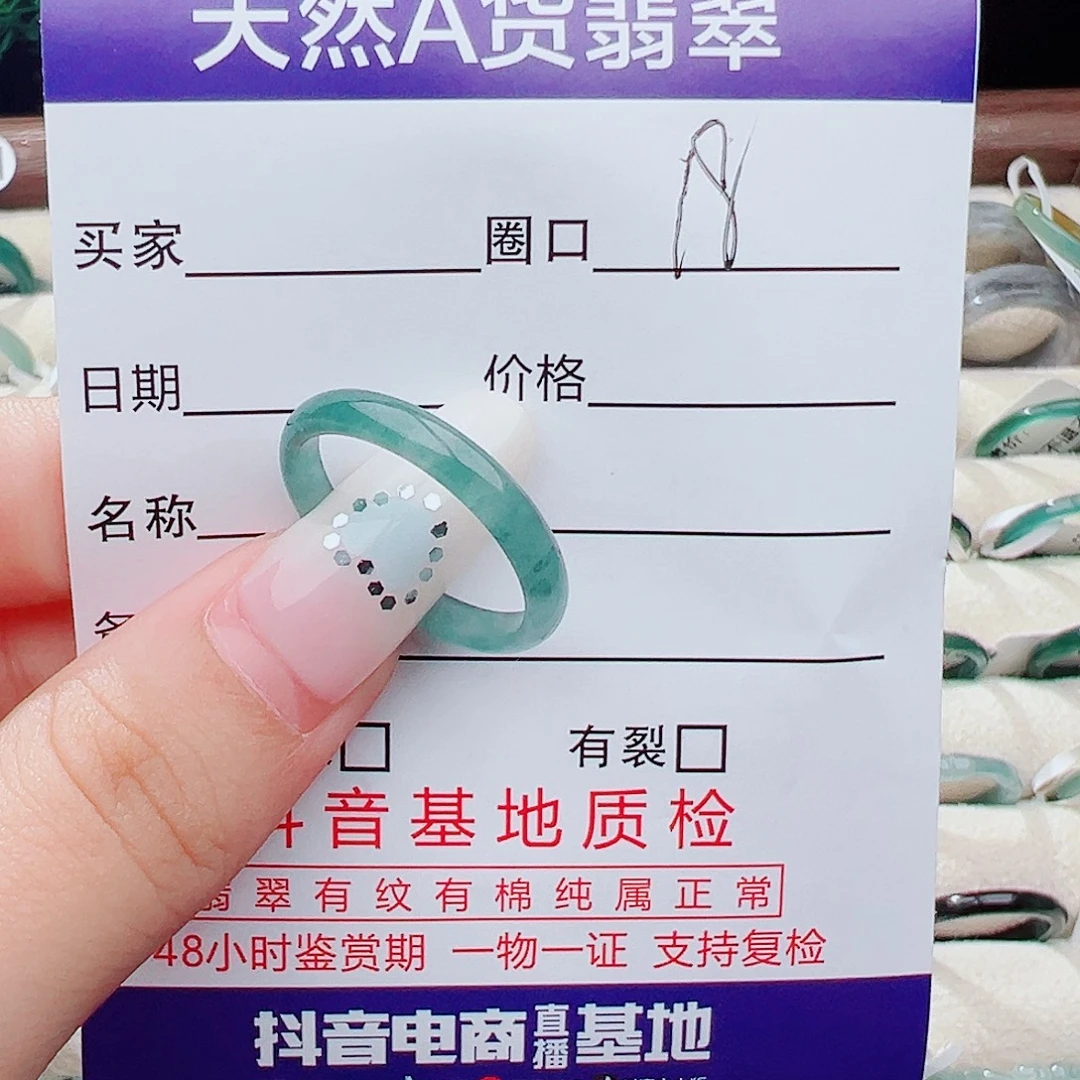 天然A货翡翠
买家 圈口 18
日期 价格
名称
有裂
音基地质检
翡翠有纹有棉纯属正常
48小时鉴赏期 一物一证 支持复检
抖音电商直播基地